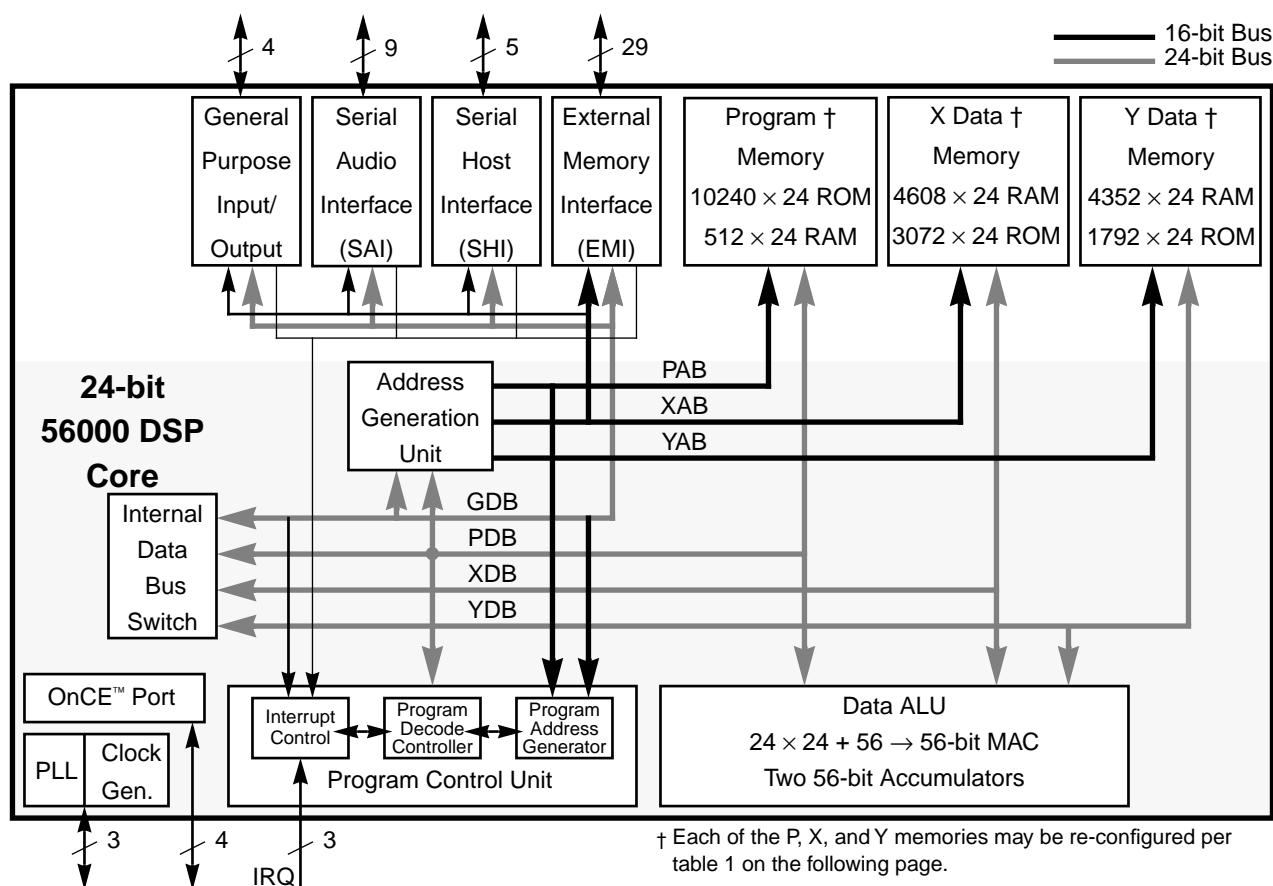 4
9
5
29
16-bit Bus
24-bit Bus
General
Purpose
Input/
Output
Serial
Audio
Interface
(SAI)
Serial
Host
Interface
(SHI)
External
Memory
Interface
(EMI)
Program †
Memory
10240 × 24 ROM
512 × 24 RAM
X Data †
Memory
4608 × 24 RAM
3072 × 24 ROM
Y Data †
Memory
4352 × 24 RAM
1792 × 24 ROM
24-bit
56000 DSP
Core
Address
Generation
Unit
PAB
XAB
YAB
Internal
Data
Bus
Switch
GDB
PDB
XDB
YDB
OnCE™ Port
PLL
Clock
Gen.
Interrupt
Control
Program
Decode
Controller
Program
Address
Generator
Program Control Unit
Data ALU
24 × 24 + 56 → 56-bit MAC
Two 56-bit Accumulators
3
4
3
IRQ
† Each of the P, X, and Y memories may be re-configured per
table 1 on the following page.